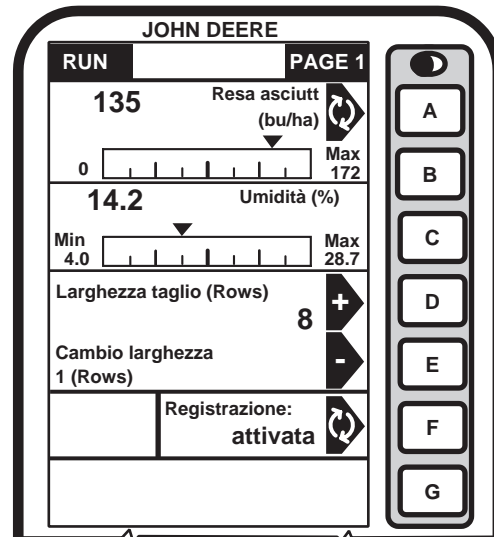 JOHN DEERE
RUN PAGE 1
135 Resa asciutt
(bu/ha)
0 Max
172
14.2 Umidità (%)
Min Max
4.0 28.7
Larghezza taglio (Rows)
8
+
Cambio larghezza
1 (Rows)
-
Registrazione:
attivata
A
B
C
D
E
F
G